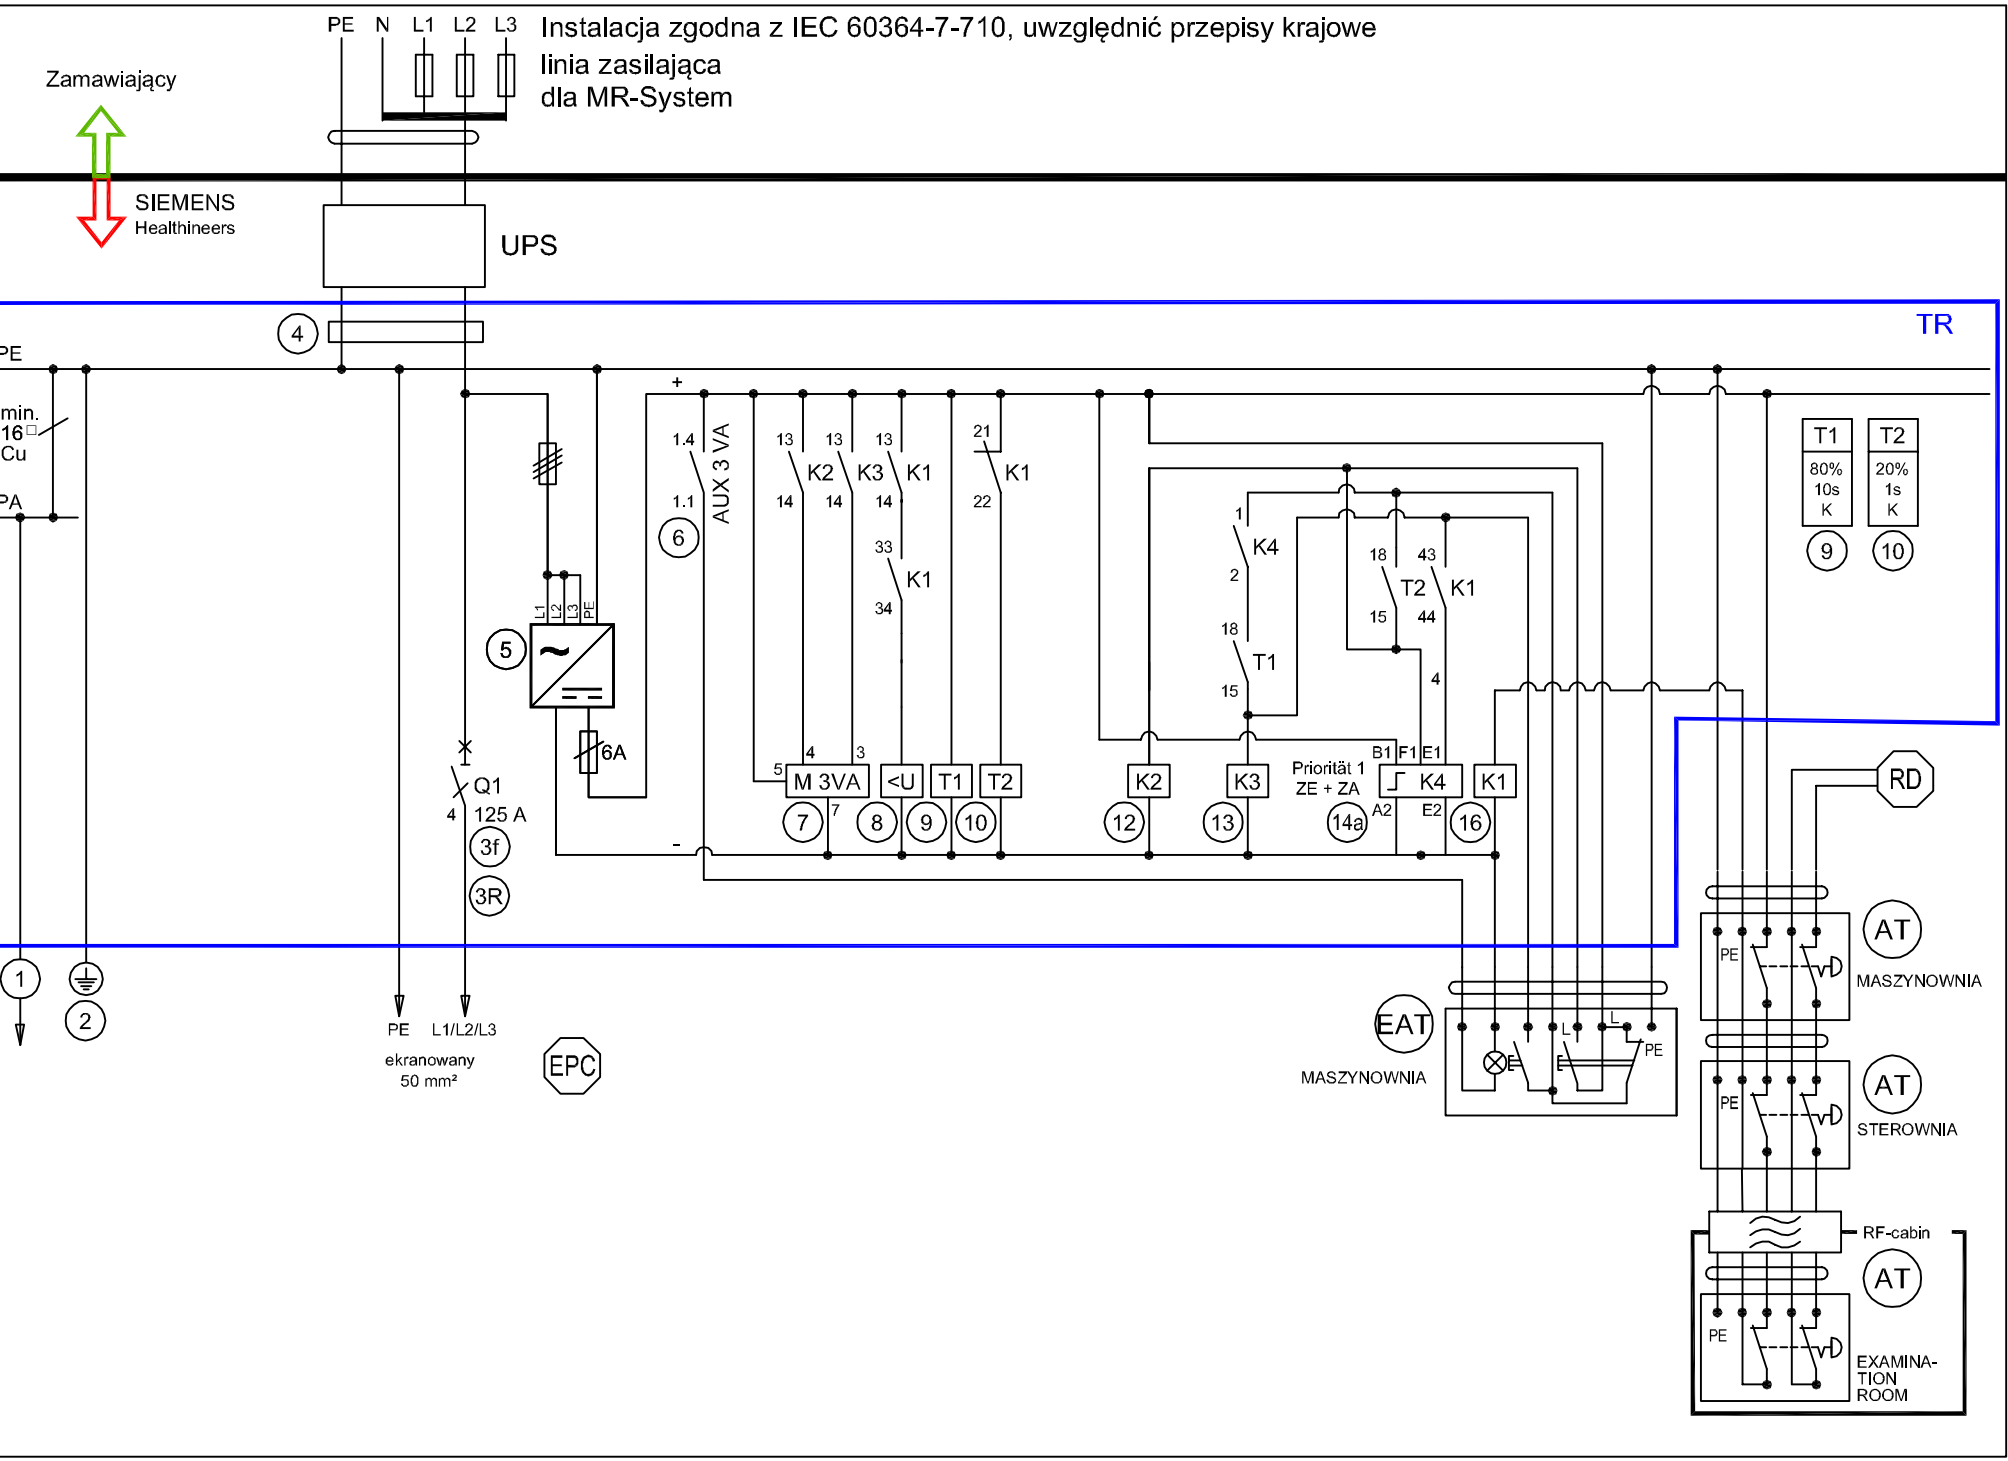 PE N L1 L2 L3 Instalacja zgodna z IEC 60364-7-710, uwzględnić przepisy krajowe
linia zasilająca
dla MR-System
Zamawiający
SIEMENS
Healthineers
UPS
TR
4
PE
min.
16□
Cu
PA
+
1.4
1.1
AUX 3 VA
6
13 K2 14
13 K3 14
13 K1 14
33 K1 34
21 K1 22
1 K4 2
18 T1 15
18 T2 15
43 K1 44
4
T1 T2
80% 20%
10s 1s
K K
9 10
L1 L2 L3 PE
5
6A
Q1
4 125 A
3f
3R
5 4 3
M 3VA <U T1 T2
7
7 8 9 10
K2 K3
12 13
Priorität 1
ZE + ZA
14a
B1 F1 E1
K4
A2 E2
K1
16
-
RD
1
2
PE L1/L2/L3
ekranowany
50 mm²
EPC
EAT
MASZYNOWNIA
L L
PE
AT
PE
MASZYNOWNIA
AT
PE
STEROWNIA
RF-cabin
AT
PE
EXAMINA-
TION
ROOM